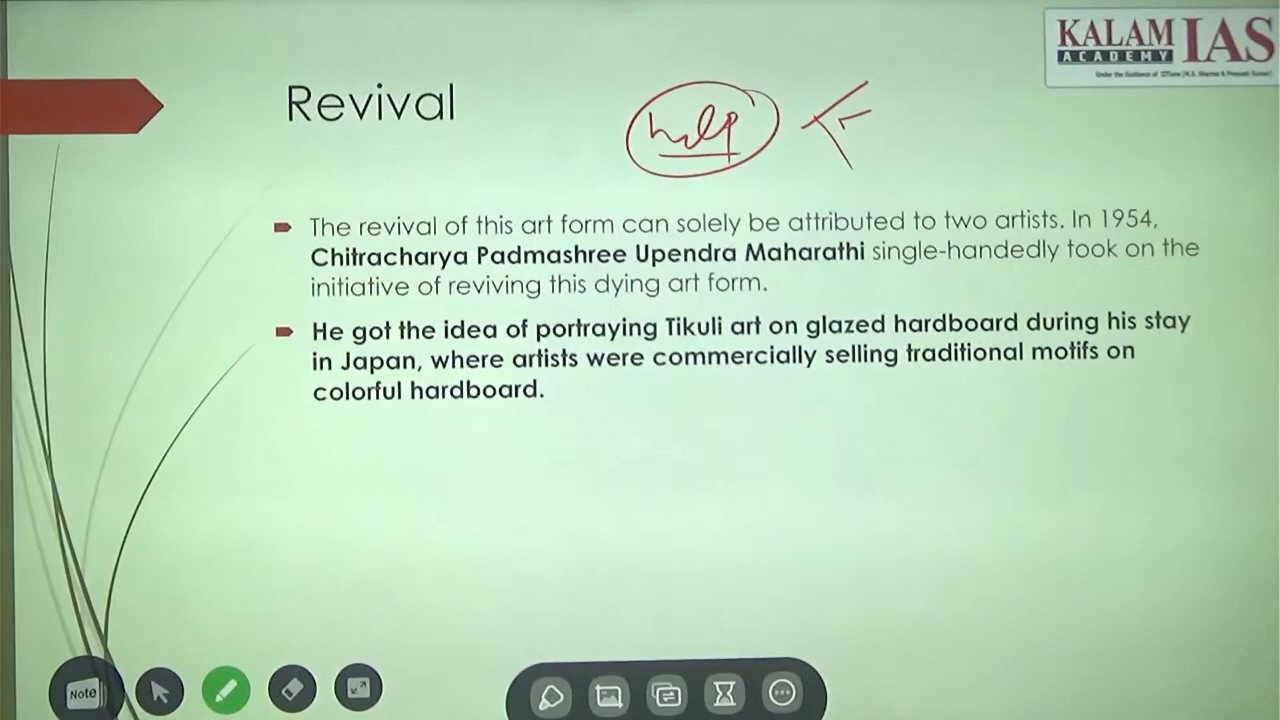 KALAM IAS
ACADEMY
Revival
help
The revival of this art form can solely be attributed to two artists. In 1954,
Chitracharya Padmashree Upendra Maharathi single-handedly took on the
initiative of reviving this dying art form.
He got the idea of portraying Tikuli art on glazed hardboard during his stay
in Japan, where artists were commercially selling traditional motifs on
colorful hardboard.
Note